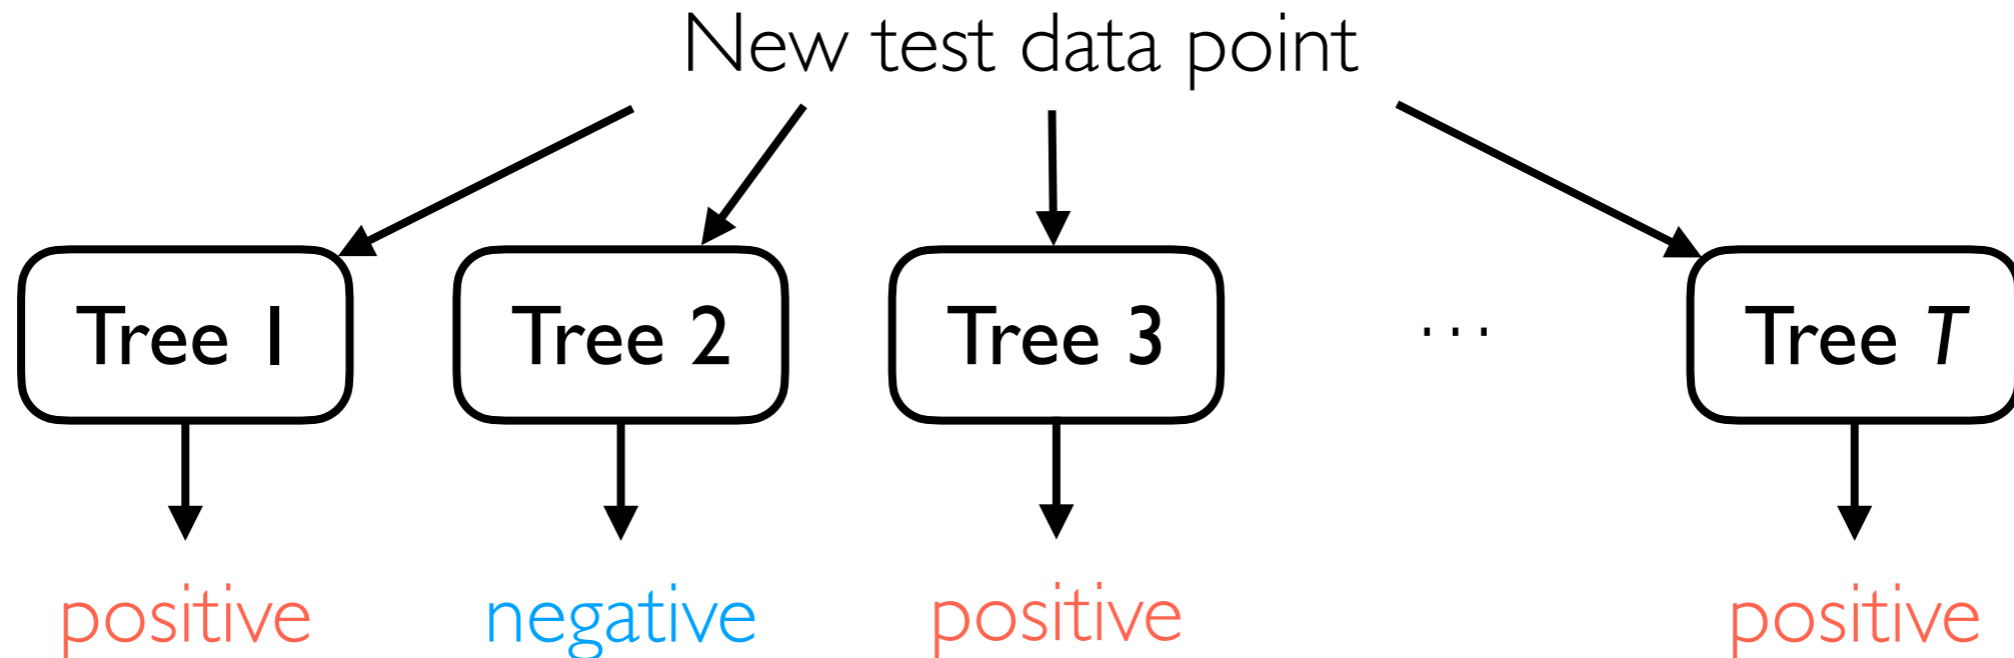 New test data point
Tree 1 Tree 2 Tree 3 ... Tree T
positive negative positive positive